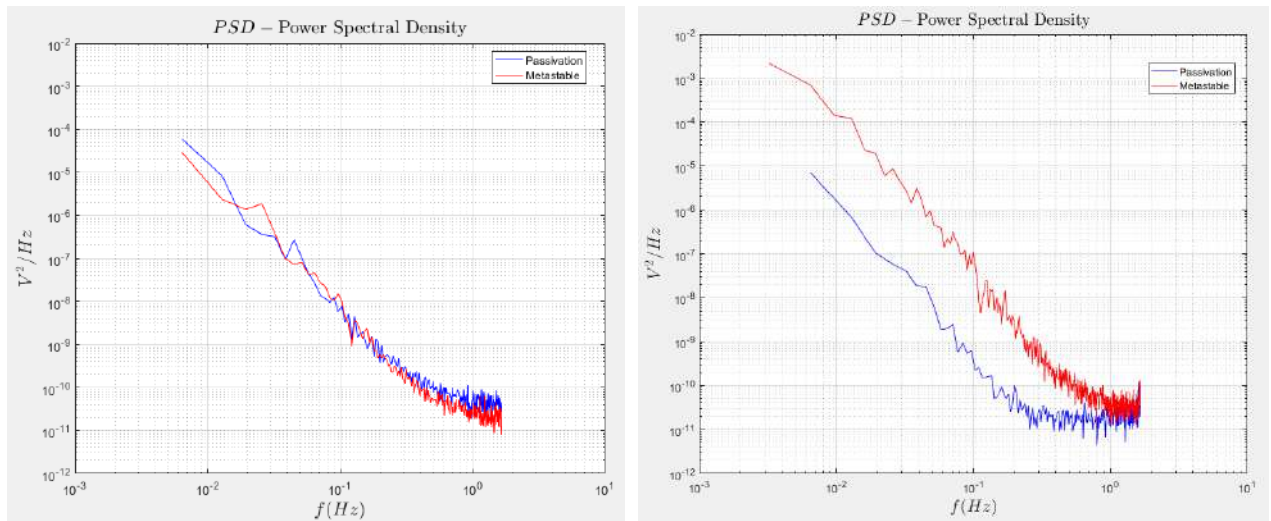 PSD − Power Spectral Density
10⁻²
Passivation
Metastable
10⁻³
10⁻⁴
10⁻⁵
10⁻⁶
10⁻⁷
10⁻⁸
10⁻⁹
10⁻¹⁰
10⁻¹¹
10⁻¹²
V²/Hz
10⁻³ 10⁻² 10⁻¹ 10⁰ 10¹
f(Hz)
PSD − Power Spectral Density
10⁻²
Passivation
Metastable
10⁻³
10⁻⁴
10⁻⁵
10⁻⁶
10⁻⁷
10⁻⁸
10⁻⁹
10⁻¹⁰
10⁻¹¹
10⁻¹²
V²/Hz
10⁻³ 10⁻² 10⁻¹ 10⁰ 10¹
f(Hz)